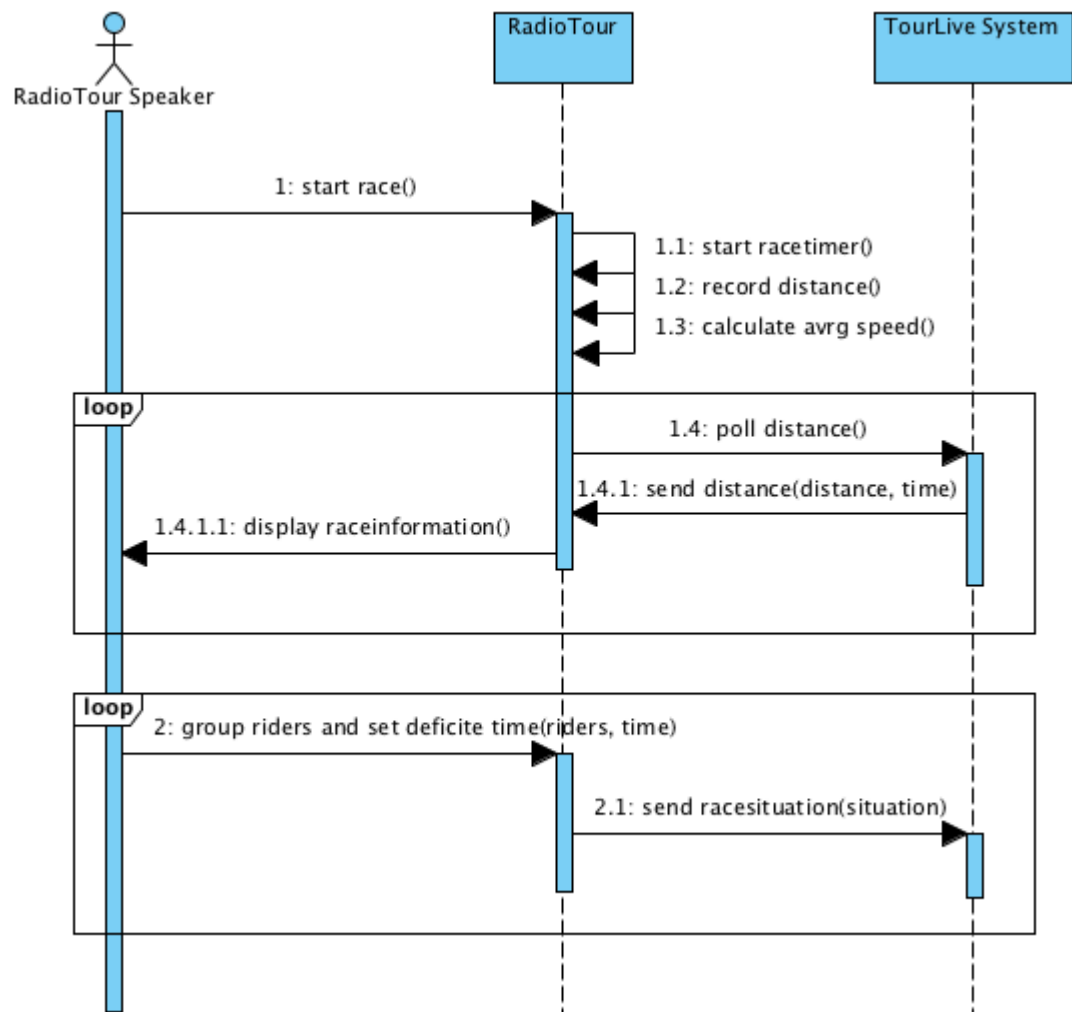 RadioTour
TourLive System
RadioTour Speaker
1: start race()
1.1: start racetimer()
1.2: record distance()
1.3: calculate avrg speed()
loop
1.4: poll distance()
1.4.1: send distance(distance, time)
1.4.1.1: display raceinformation()
loop
2: group riders and set deficite time(riders, time)
2.1: send racesituation(situation)